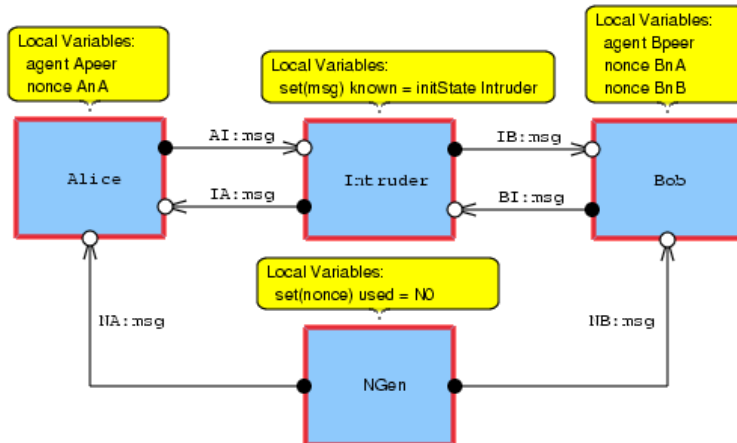 Local Variables:
agent Apeer
nonce AnA
Local Variables:
set(msg) known = initState Intruder
Local Variables:
agent Bpeer
nonce BnA
nonce BnB
AI:msg
IB:msg
Alice
Intruder
Bob
IA:msg
BI:msg
Local Variables:
set(nonce) used = N0
NA:msg
NB:msg
NGen